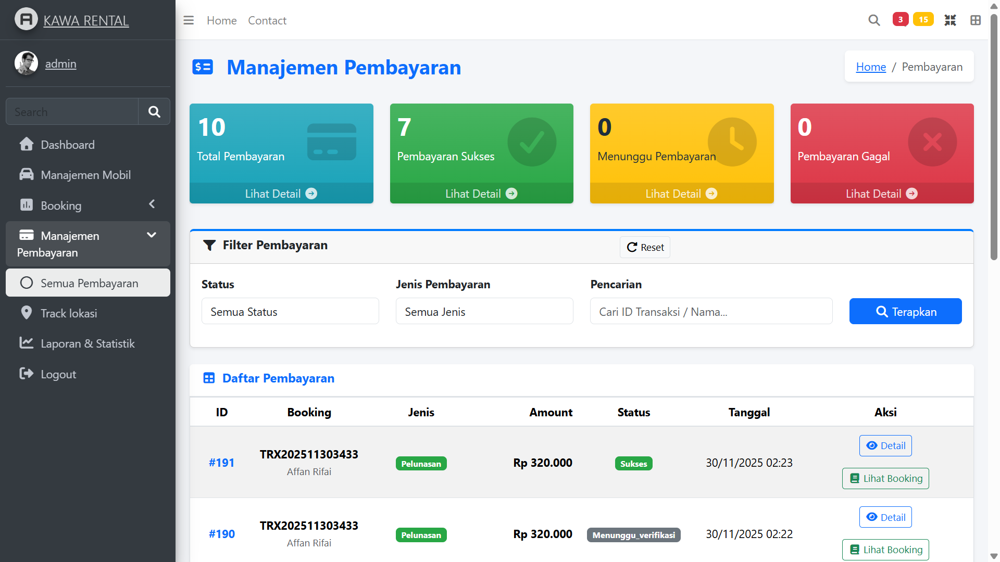 KAWA RENTAL
admin
Search
Dashboard
Manajemen Mobil
Booking
Manajemen
Pembayaran
Semua Pembayaran
Track lokasi
Laporan & Statistik
Logout
Home
Contact
3
15
Manajemen Pembayaran
Home / Pembayaran
10
Total Pembayaran
Lihat Detail
7
Pembayaran Sukses
Lihat Detail
0
Menunggu Pembayaran
Lihat Detail
0
Pembayaran Gagal
Lihat Detail
Filter Pembayaran
Reset
Status
Semua Status
Jenis Pembayaran
Semua Jenis
Pencarian
Cari ID Transaksi / Nama...
Terapkan
Daftar Pembayaran
ID Booking Jenis Amount Status Tanggal Aksi
#191
TRX202511303433
Affan Rifai
Pelunasan
Rp 320.000
Sukses
30/11/2025 02:23
Detail
Lihat Booking
#190
TRX202511303433
Affan Rifai
Pelunasan
Rp 320.000
Menunggu_verifikasi
30/11/2025 02:22
Detail
Lihat Booking